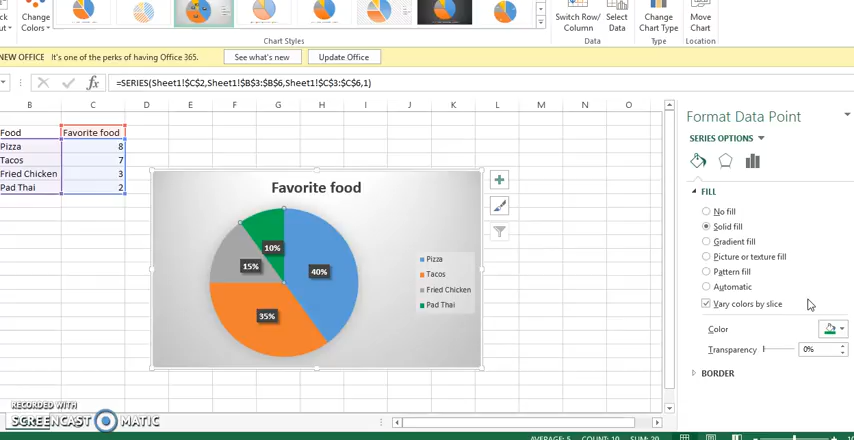 Change Colors
Switch Row/ Column
Select Data
Change Chart Type
Move Chart
Chart Styles
Data
Type
Location
NEW OFFICE It's one of the perks of having Office 365.
See what's new
Update Office
fx =SERIES(Sheet1!$C$2,Sheet1!$B$3:$B$6,Sheet1!$C$3:$C$6,1)
B C D E F G H I J K L M N O
Food Favorite food
Pizza 8
Tacos 7
Fried Chicken 3
Pad Thai 2
Favorite food
10%
15%
40%
35%
Pizza
Tacos
Fried Chicken
Pad Thai
Format Data Point
SERIES OPTIONS
FILL
No fill
Solid fill
Gradient fill
Picture or texture fill
Pattern fill
Automatic
Vary colors by slice
Color
Transparency 0%
BORDER
RECORDED WITH
SCREENCAST MATIC
AVERAGE: 5 COUNT: 10 SUM: 20